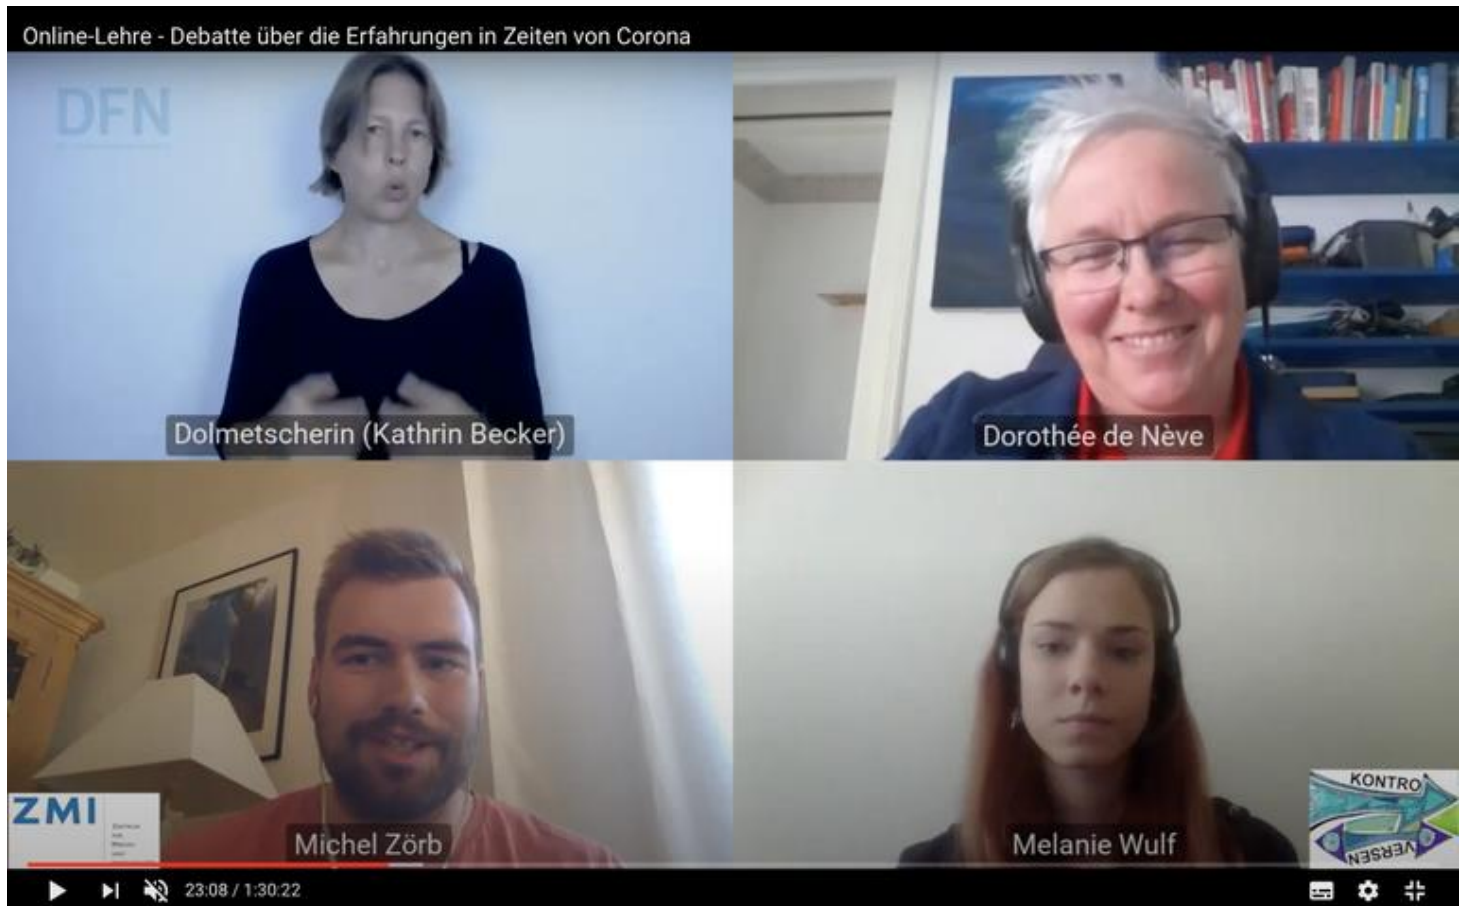 Online-Lehre - Debatte über die Erfahrungen in Zeiten von Corona
DFN
Dolmetscherin (Kathrin Becker)
Dorothée de Nève
ZMI
Michel Zörb
Melanie Wulf
KONTRO
VERSEN
23:08 / 1:30:22